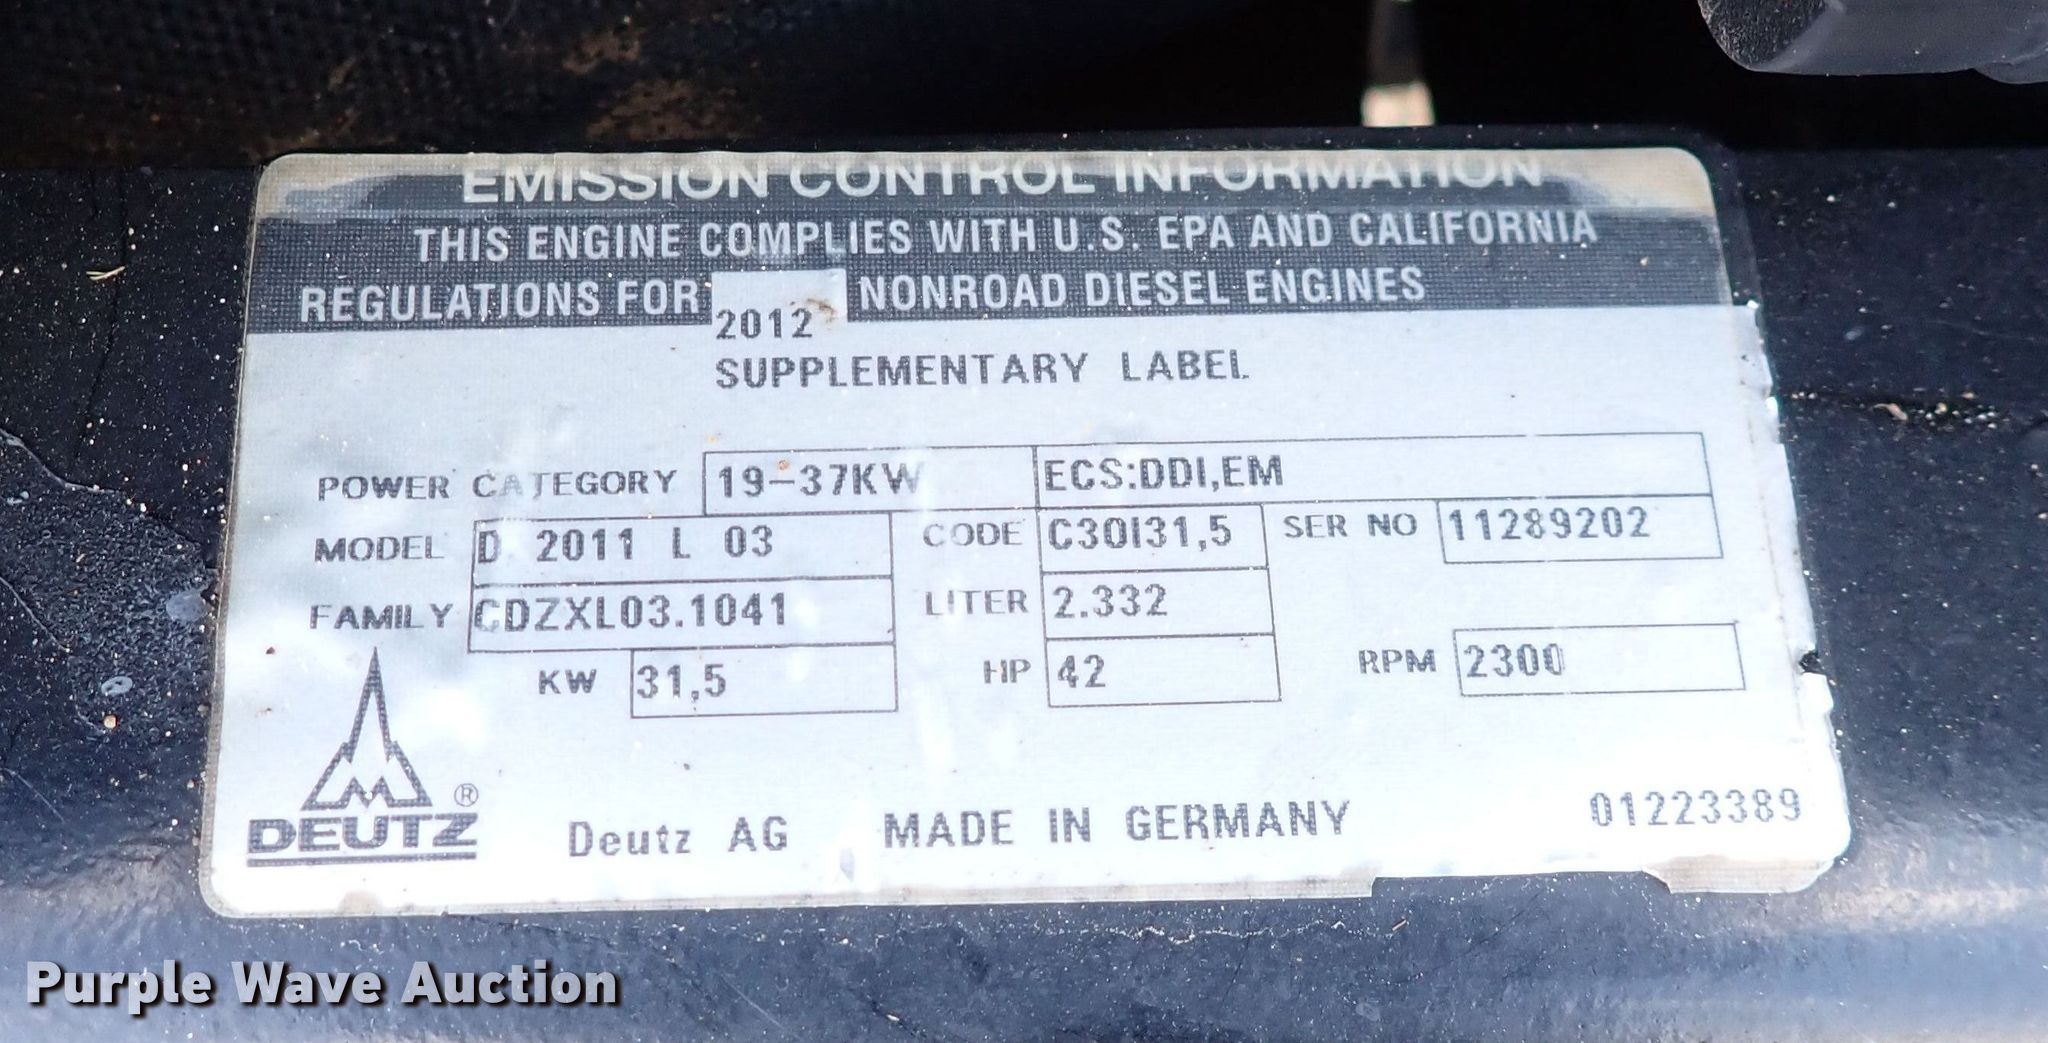 EMISSION CONTROL INFORMATION
THIS ENGINE COMPLIES WITH U.S. EPA AND CALIFORNIA
REGULATIONS FOR 2012 NONROAD DIESEL ENGINES
SUPPLEMENTARY LABEL
POWER CATEGORY 19-37KW ECS:DDI,EM
MODEL D 2011 L 03 CODE C30I31,5 SER NO 11289202
FAMILY CDZXL03.1041 LITER 2.332
KW 31,5 HP 42 RPM 2300
DEUTZ ® Deutz AG MADE IN GERMANY 01223389
Purple Wave Auction